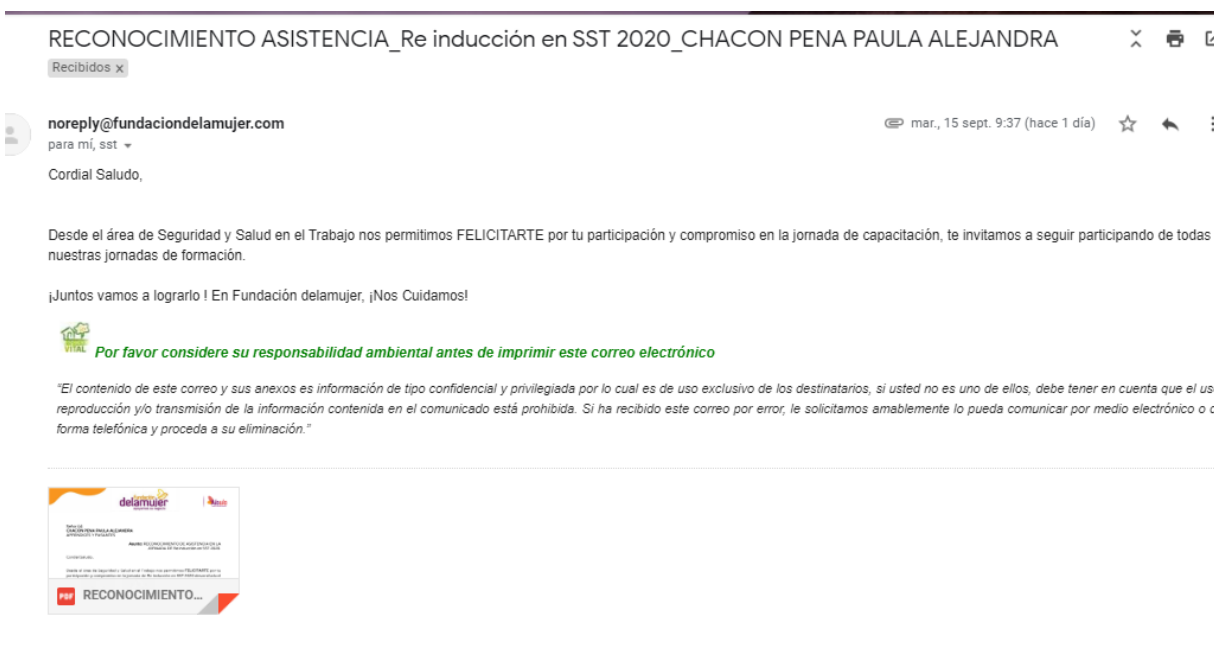 RECONOCIMIENTO ASISTENCIA_Re inducción en SST 2020_CHACON PENA PAULA ALEJANDRA
Recibidos x
noreply@fundaciondelamujer.com
mar., 15 sept. 9:37 (hace 1 día)
para mí, sst
Cordial Saludo,
Desde el área de Seguridad y Salud en el Trabajo nos permitimos FELICITARTE por tu participación y compromiso en la jornada de capacitación, te invitamos a seguir participando de todas
nuestras jornadas de formación.
¡Juntos vamos a lograrlo ! En Fundación delamujer, ¡Nos Cuidamos!
VITAL
Por favor considere su responsabilidad ambiental antes de imprimir este correo electrónico
"El contenido de este correo y sus anexos es información de tipo confidencial y privilegiada por lo cual es de uso exclusivo de los destinatarios, si usted no es uno de ellos, debe tener en cuenta que el us
reproducción y/o transmisión de la información contenida en el comunicado está prohibida. Si ha recibido este correo por error, le solicitamos amablemente lo pueda comunicar por medio electrónico o
forma telefónica y proceda a su eliminación."
delamujer
CHACON PENA PAULA ALEJANDRA
PDF RECONOCIMIENTO...